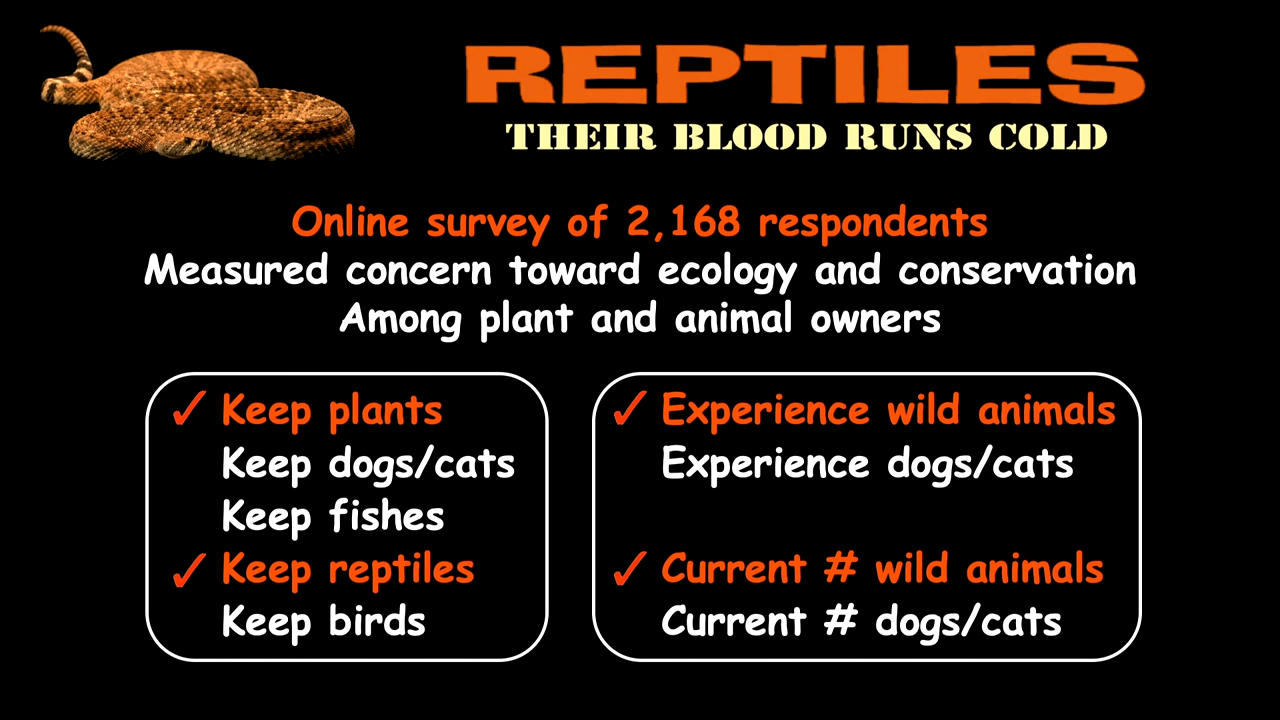 REPTILES
THEIR BLOOD RUNS COLD
Online survey of 2,168 respondents
Measured concern toward ecology and conservation
Among plant and animal owners
✓ Keep plants
Keep dogs/cats
Keep fishes
✓ Keep reptiles
Keep birds
✓ Experience wild animals
Experience dogs/cats
✓ Current # wild animals
Current # dogs/cats